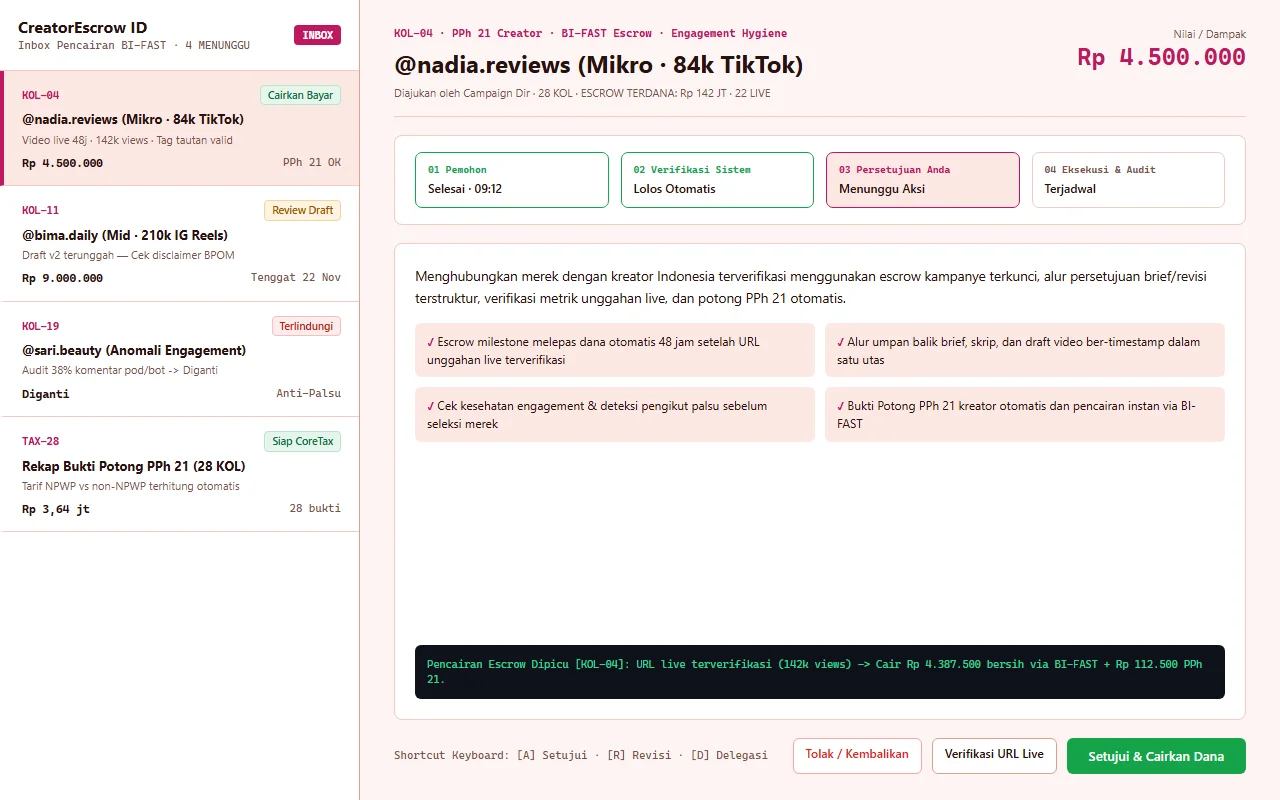 CreatorEscrow ID
Inbox Pencairan BI-FAST · 4 MENUNGGU
INBOX
KOL-04
Cairkan Bayar
@nadia.reviews (Mikro · 84k TikTok)
Video live 48j · 142k views · Tag tautan valid
Rp 4.500.000
PPh 21 OK
KOL-11
Review Draft
@bima.daily (Mid · 210k IG Reels)
Draft v2 terunggah — Cek disclaimer BPOM
Rp 9.000.000
Tenggat 22 Nov
KOL-19
Terlindungi
@sari.beauty (Anomali Engagement)
Audit 38% komentar pod/bot -> Diganti
Diganti
Anti-Palsu
TAX-28
Siap CoreTax
Rekap Bukti Potong PPh 21 (28 KOL)
Tarif NPWP vs non-NPWP terhitung otomatis
Rp 3,64 jt
28 bukti
KOL-04 · PPh 21 Creator · BI-FAST Escrow · Engagement Hygiene
@nadia.reviews (Mikro · 84k TikTok)
Diajukan oleh Campaign Dir · 28 KOL · ESCROW TERDANA: Rp 142 JT · 22 LIVE
Nilai / Dampak
Rp 4.500.000
01 Pemohon
Selesai · 09:12
02 Verifikasi Sistem
Lolos Otomatis
03 Persetujuan Anda
Menunggu Aksi
04 Eksekusi & Audit
Terjadwal
Menghubungkan merek dengan kreator Indonesia terverifikasi menggunakan escrow kampanye terkunci, alur persetujuan brief/revisi
terstruktur, verifikasi metrik unggahan live, dan potong PPh 21 otomatis.
✓ Escrow milestone melepas dana otomatis 48 jam setelah URL
unggahan live terverifikasi
✓ Alur umpan balik brief, skrip, dan draft video ber-timestamp dalam
satu utas
✓ Cek kesehatan engagement & deteksi pengikut palsu sebelum
seleksi merek
✓ Bukti Potong PPh 21 kreator otomatis dan pencairan instan via BI-
FAST
Pencairan Escrow Dipicu [KOL-04]: URL live terverifikasi (142k views) -> Cair Rp 4.387.500 bersih via BI-FAST + Rp 112.500 PPh
21.
Shortcut Keyboard: [A] Setujui · [R] Revisi · [D] Delegasi
Tolak / Kembalikan
Verifikasi URL Live
Setujui & Cairkan Dana